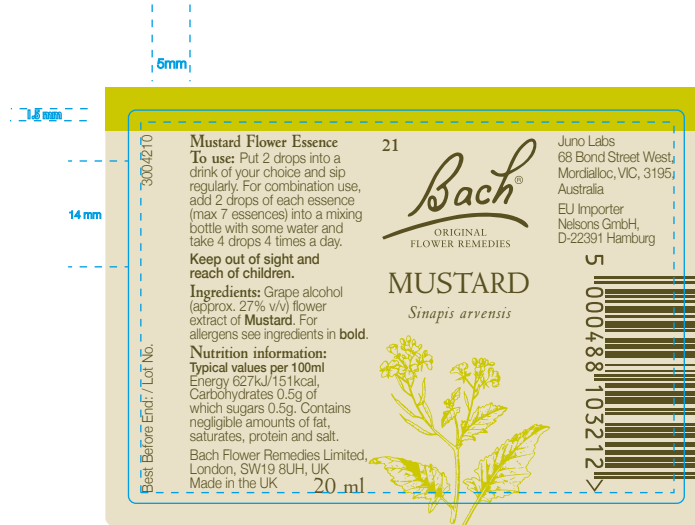 5mm
1.5 mm
14 mm
3004210
Best Before End: / Lot No.
Mustard Flower Essence
To use: Put 2 drops into a
drink of your choice and sip
regularly. For combination use,
add 2 drops of each essence
(max 7 essences) into a mixing
bottle with some water and
take 4 drops 4 times a day.
Keep out of sight and
reach of children.
Ingredients: Grape alcohol
(approx. 27% v/v) flower
extract of Mustard. For
allergens see ingredients in bold.
Nutrition information:
Typical values per 100ml
Energy 627kJ/151kcal,
Carbohydrates 0.5g of
which sugars 0.5g. Contains
negligible amounts of fat,
saturates, protein and salt.
Bach Flower Remedies Limited,
London, SW19 8UH, UK
Made in the UK
20 ml
21
Bach®
ORIGINAL
FLOWER REMEDIES
MUSTARD
Sinapis arvensis
Juno Labs
68 Bond Street West,
Mordialloc, VIC, 3195,
Australia
EU Importer
Nelsons GmbH,
D-22391 Hamburg
5 000488 103212 >